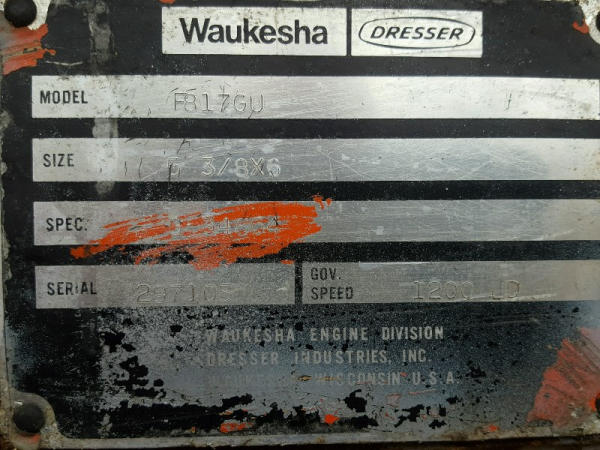 Waukesha DRESSER
MODEL F817GU
SIZE 5 3/8X6
SPEC.
SERIAL
GOV. SPEED 1200 LD
WAUKESHA ENGINE DIVISION
DRESSER INDUSTRIES, INC.
WISCONSIN U.S.A.